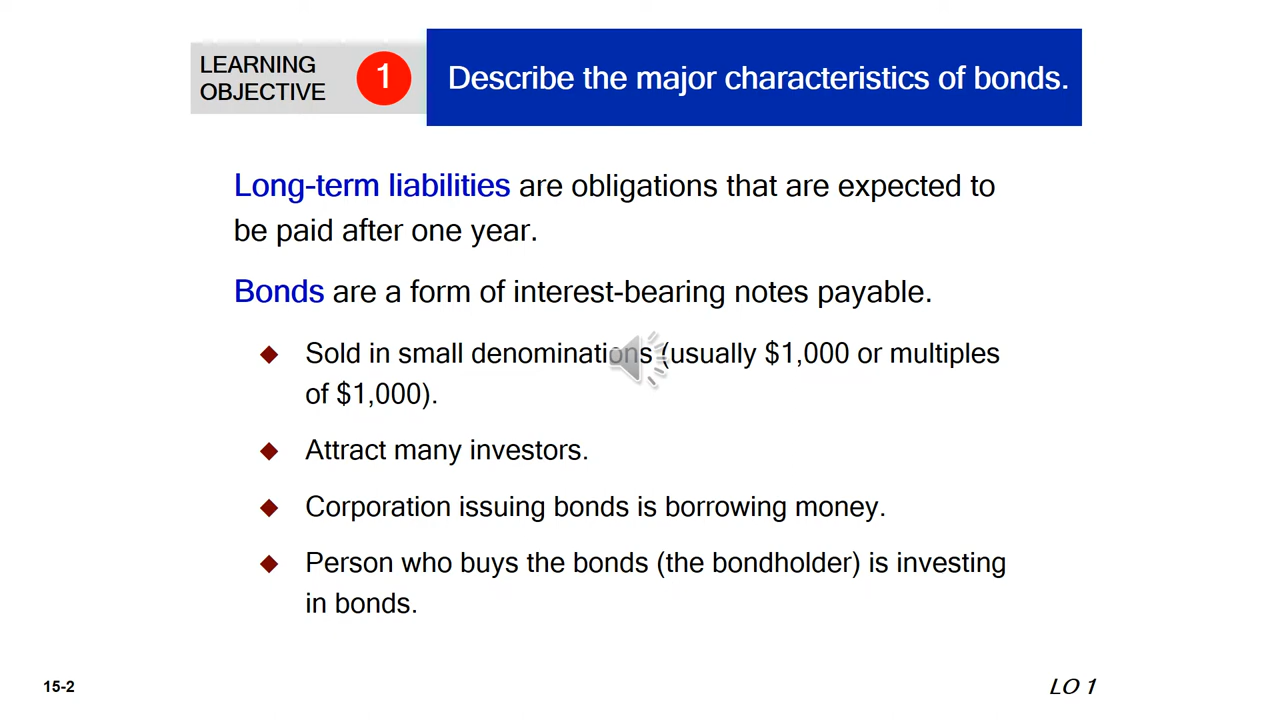 LEARNING
OBJECTIVE
1
Describe the major characteristics of bonds.
Long-term liabilities are obligations that are expected to
be paid after one year.
Bonds are a form of interest-bearing notes payable.
Sold in small denominations (usually $1,000 or multiples
of $1,000).
Attract many investors.
Corporation issuing bonds is borrowing money.
Person who buys the bonds (the bondholder) is investing
in bonds.
15-2
LO 1